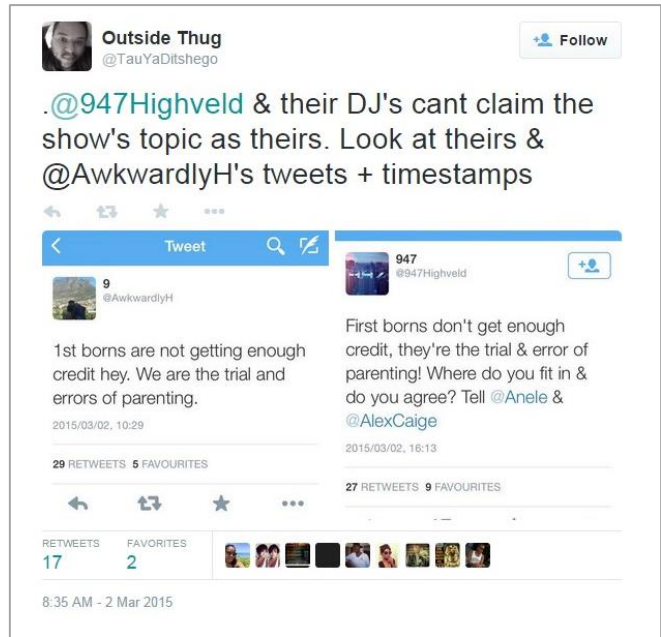 Outside Thug
@TauYaDitshego
Follow
.@947Highveld & their DJ's cant claim the
show's topic as theirs. Look at theirs &
@AwkwardlyH's tweets + timestamps
Tweet
9
@AwkwardlyH
1st borns are not getting enough
credit hey. We are the trial and
errors of parenting.
2015/03/02, 10:29
29 RETWEETS 5 FAVOURITES
947
@947Highveld
First borns don't get enough
credit, they're the trial & error of
parenting! Where do you fit in &
do you agree? Tell @Anele &
@AlexCaige
2015/03/02, 16:13
27 RETWEETS 9 FAVOURITES
RETWEETS FAVORITES
17 2
8:35 AM - 2 Mar 2015